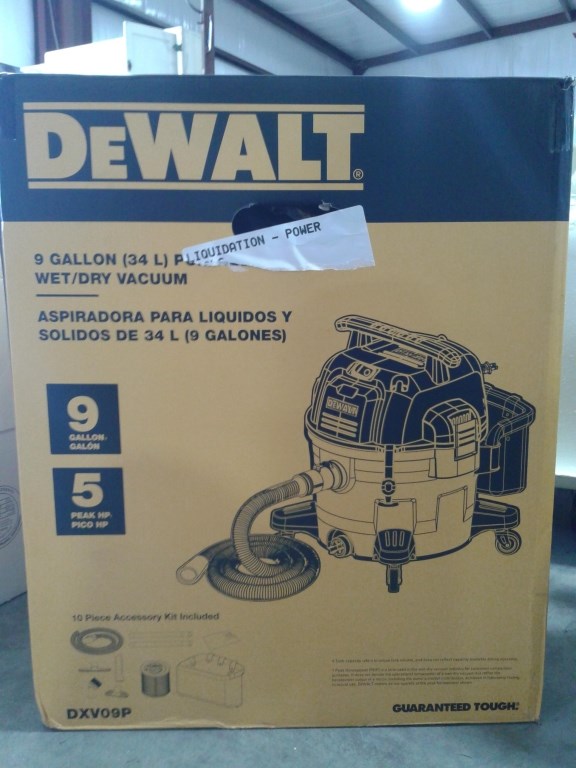 DEWALT®
LIQUIDATION - POWER
9 GALLON (34 L)
WET/DRY VACUUM
ASPIRADORA PARA LIQUIDOS Y
SOLIDOS DE 34 L (9 GALONES)
9
GALLON-
GALÓN
5
PEAK HP-
PICO HP
DEWALT
10 Piece Accessory Kit Included
DXV09P
GUARANTEED TOUGH.®